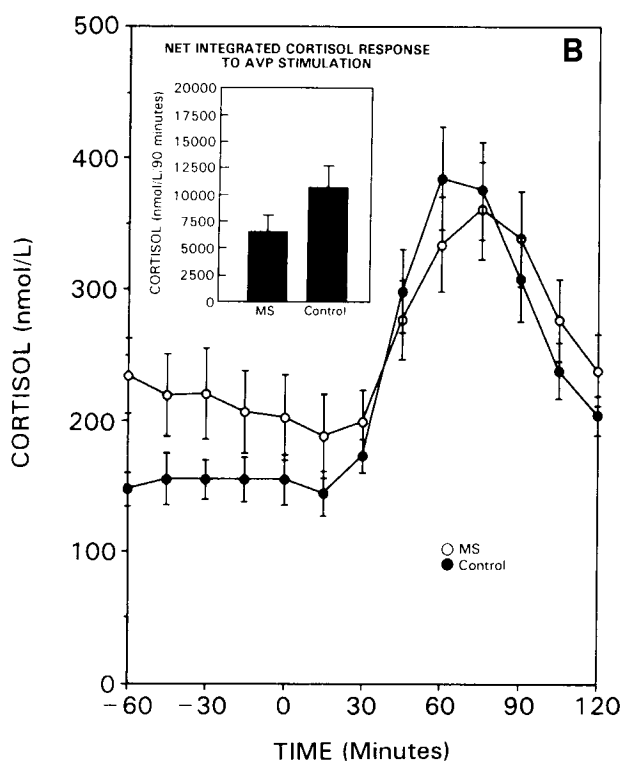 B
NET INTEGRATED CORTISOL RESPONSE
TO AVP STIMULATION
CORTISOL (nmol/L.90 minutes)
20000
17500
15000
12500
10000
7500
5000
2500
0
MS
Control
CORTISOL (nmol/L)
500
400
300
200
100
0
MS
Control
-60
-30
0
30
60
90
120
TIME (Minutes)